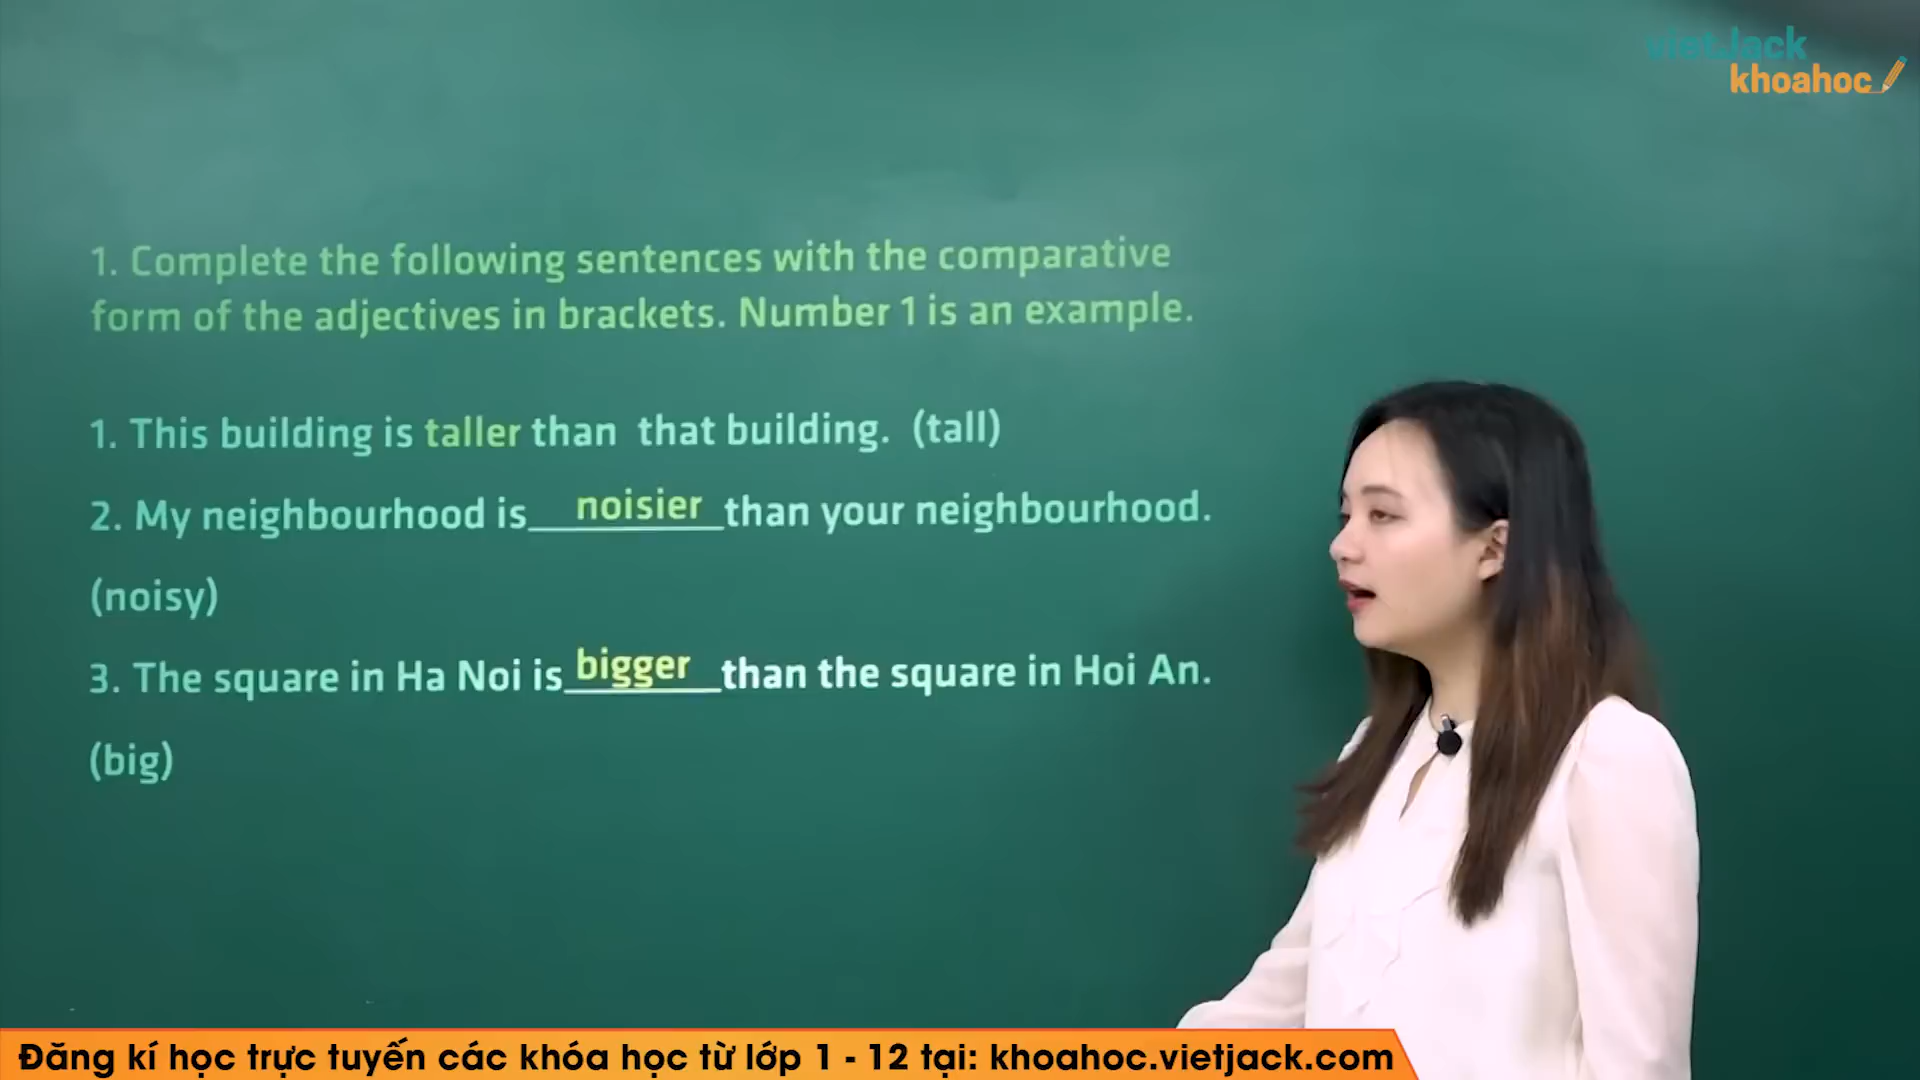 vietJack
khoahoc
1. Complete the following sentences with the comparative
form of the adjectives in brackets. Number 1 is an example.
1. This building is taller than that building. (tall)
2. My neighbourhood is noisier than your neighbourhood.
(noisy)
3. The square in Ha Noi is bigger than the square in Hoi An.
(big)
Đăng kí học trực tuyến các khóa học từ lớp 1 - 12 tại: khoahoc.vietjack.com